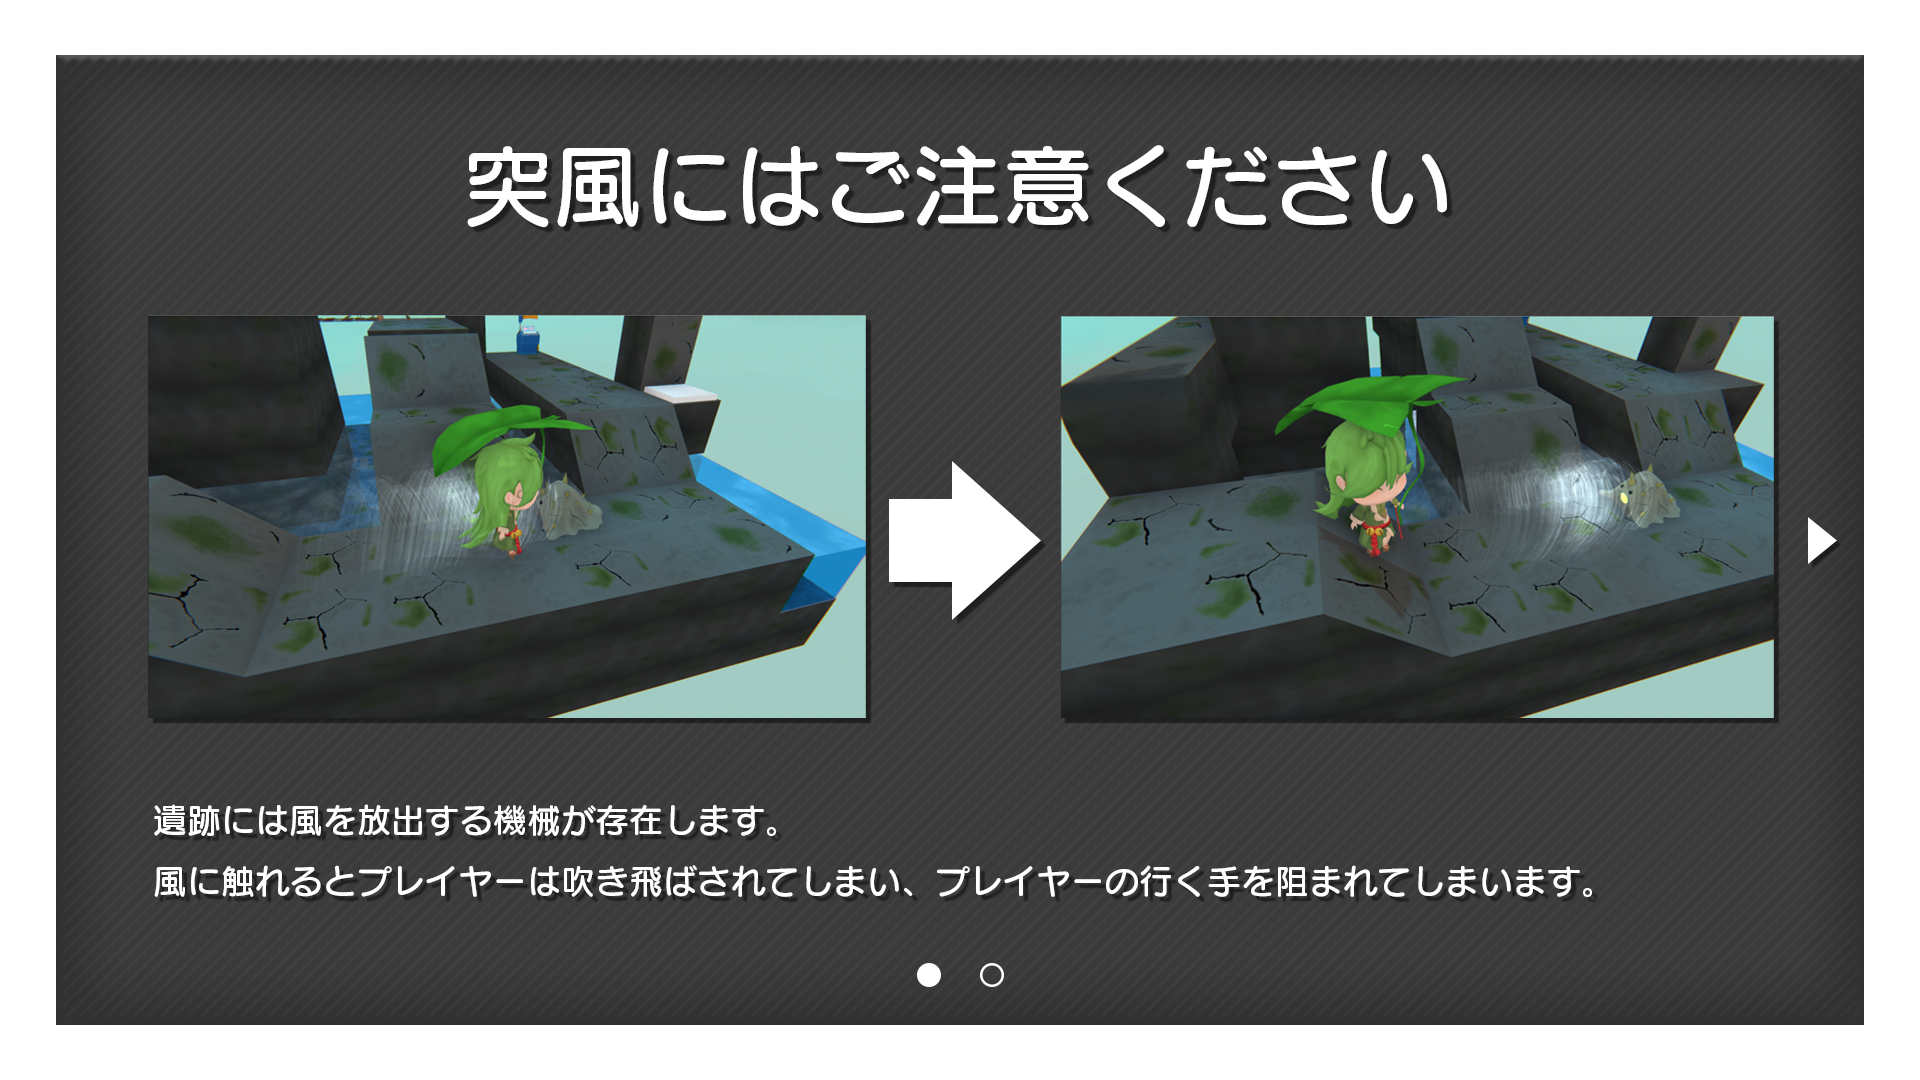 突風にはご注意ください
遺跡には風を放出する機械が存在します。
風に触れるとプレイヤーは吹き飛ばされてしまい、プレイヤーの行く手を阻まれてしまいます。